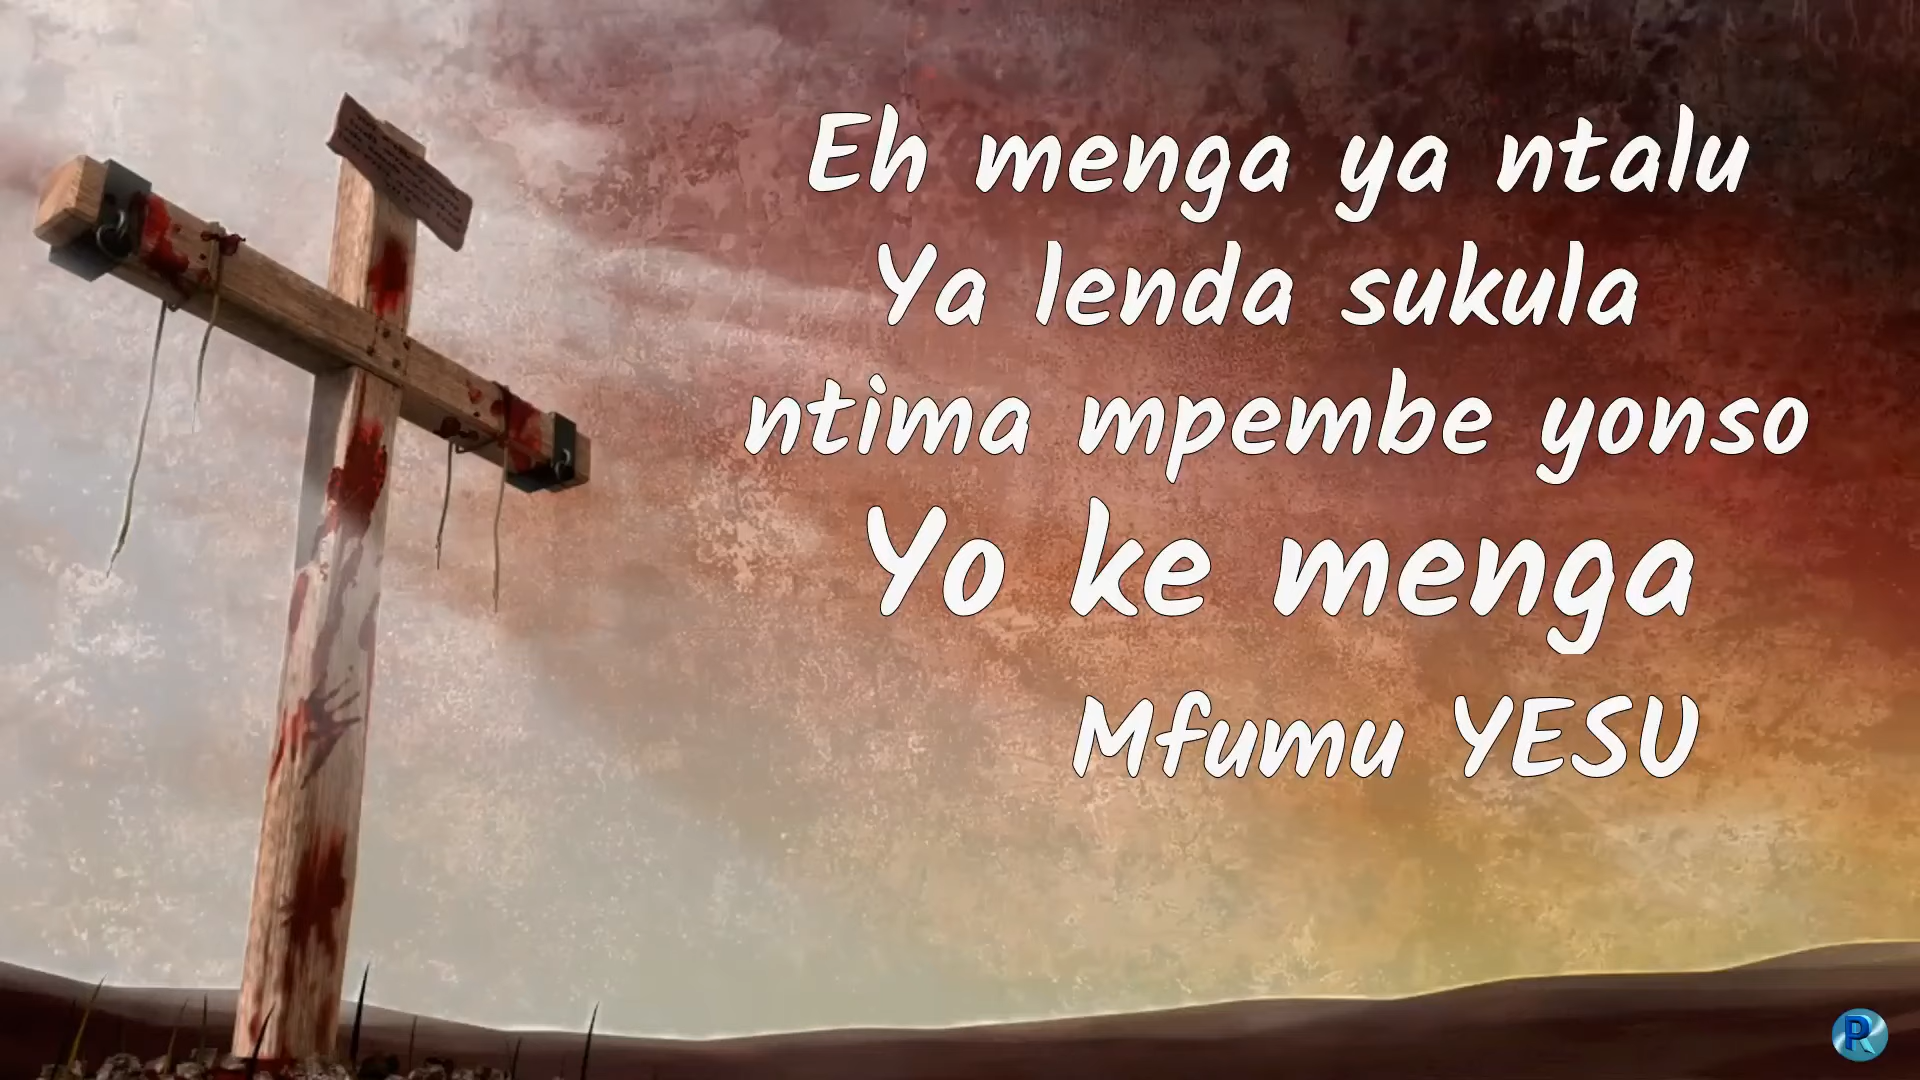 Eh menga ya ntalu
Ya lenda sukula
ntima mpembe yonso
Yo ke menga
Mfumu YESU